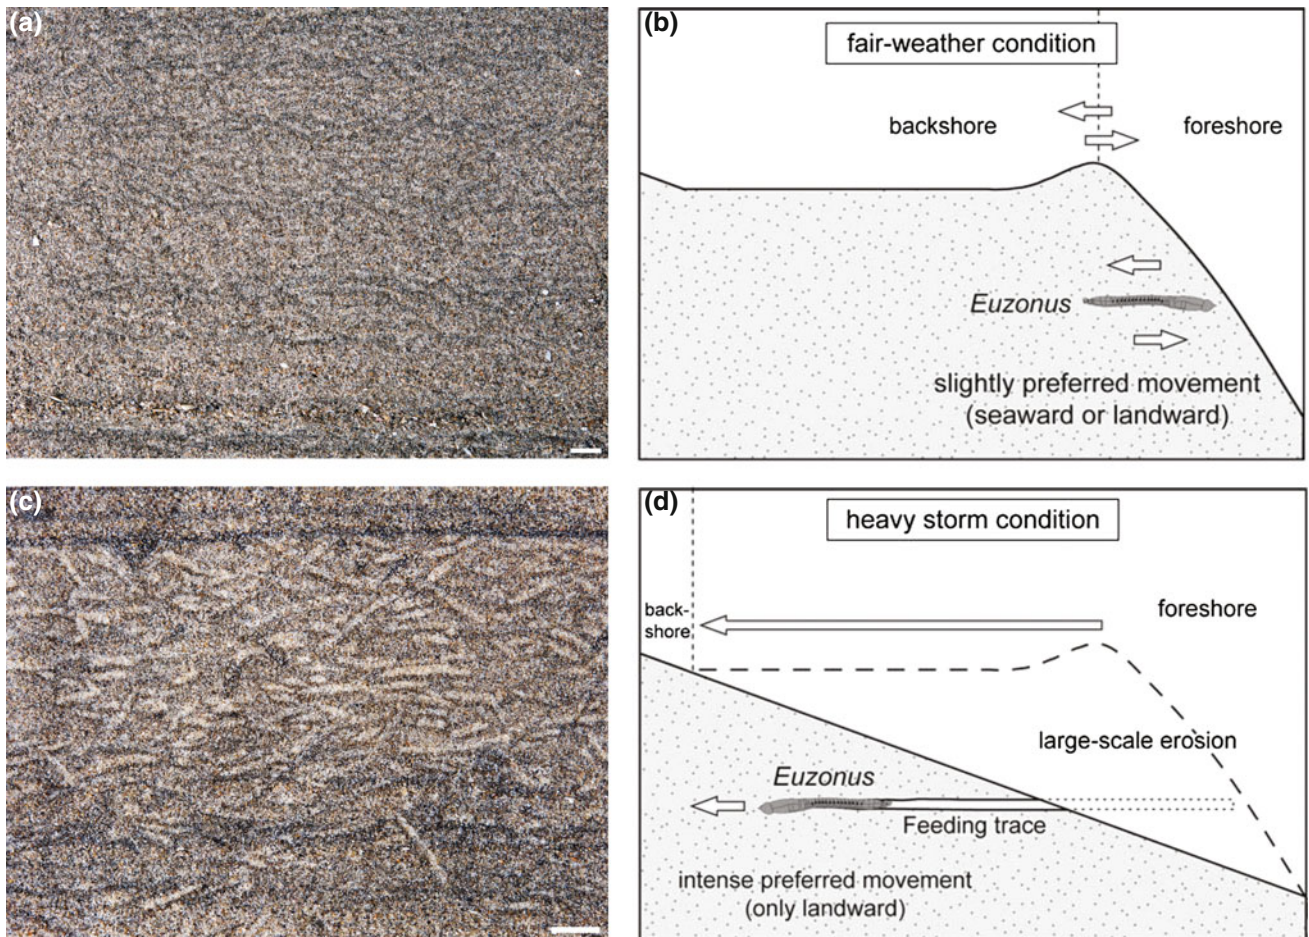 (a)
(b)
fair-weather condition
backshore
foreshore
Euzonus
slightly preferred movement
(seaward or landward)
(c)
(d)
heavy storm condition
back-
shore
foreshore
large-scale erosion
Euzonus
Feeding trace
intense preferred movement
(only landward)